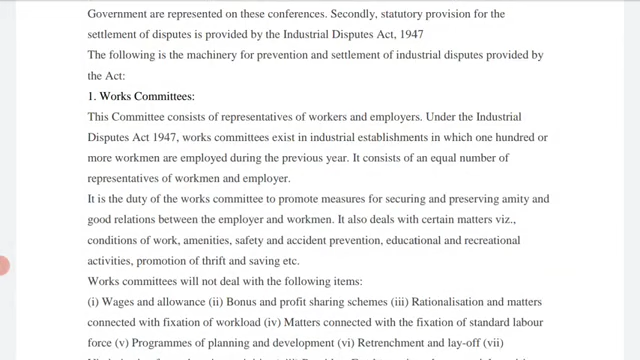 Government are represented on these conferences. Secondly, statutory provision for the
settlement of disputes is provided by the Industrial Disputes Act, 1947
The following is the machinery for prevention and settlement of industrial disputes provided by
the Act:
1. Works Committees:
This Committee consists of representatives of workers and employers. Under the Industrial
Disputes Act 1947, works committees exist in industrial establishments in which one hundred or
more workmen are employed during the previous year. It consists of an equal number of
representatives of workmen and employer.
It is the duty of the works committee to promote measures for securing and preserving amity and
good relations between the employer and workmen. It also deals with certain matters viz.,
conditions of work, amenities, safety and accident prevention, educational and recreational
activities, promotion of thrift and saving etc.
Works committees will not deal with the following items:
(i) Wages and allowance (ii) Bonus and profit sharing schemes (iii) Rationalisation and matters
connected with fixation of workload (iv) Matters connected with the fixation of standard labour
force (v) Programmes of planning and development (vi) Retrenchment and lay-off (vii)